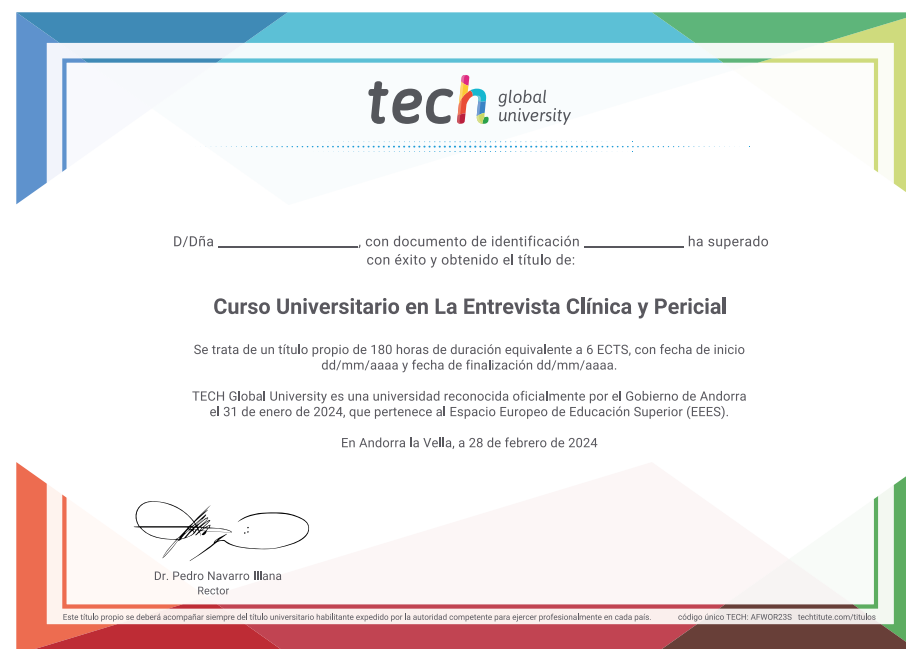 tech global university
D/Dña ______________, con documento de identificación __________ ha superado
con éxito y obtenido el título de:
Curso Universitario en La Entrevista Clínica y Pericial
Se trata de un título propio de 180 horas de duración equivalente a 6 ECTS, con fecha de inicio
dd/mm/aaaa y fecha de finalización dd/mm/aaaa.
TECH Global University es una universidad reconocida oficialmente por el Gobierno de Andorra
el 31 de enero de 2024, que pertenece al Espacio Europeo de Educación Superior (EEES).
En Andorra la Vella, a 28 de febrero de 2024
Dr. Pedro Navarro Illana
Rector
Este título propio se deberá acompañar siempre del título universitario habilitante expedido por la autoridad competente para ejercer profesionalmente en cada país. código único TECH: AFWOR23S techtitute.com/titulos